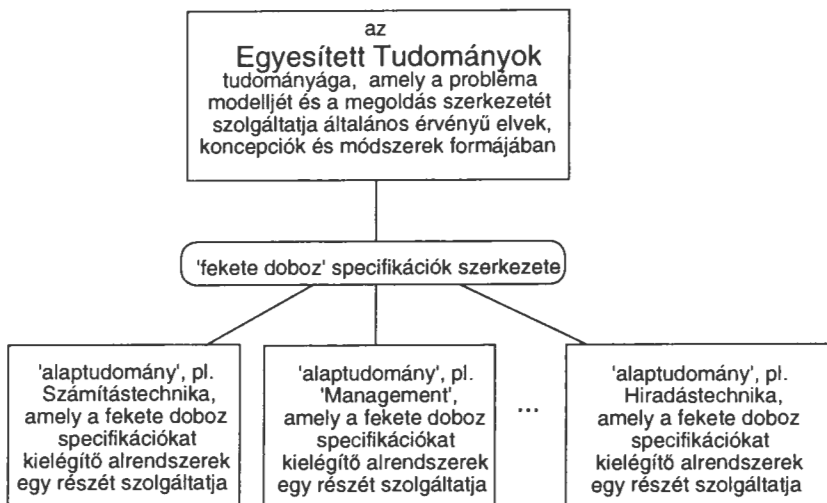 az
Egyesített Tudományok
tudományága, amely a probléma
modelljét és a megoldás szerkezetét
szolgáltatja általános érvényű elvek,
koncepciók és módszerek formájában
'fekete doboz' specifikációk szerkezete
'alaptudomány', pl.
Számítástechnika,
amely a fekete doboz
specifikációkat
kielégítő alrendszerek
egy részét szolgáltatja
'alaptudomány', pl.
'Management',
amely a fekete doboz
specifikációkat
kielégítő alrendszerek
egy részét szolgáltatja
...
'alaptudomány', pl.
Hiradástechnika,
amely a fekete doboz
specifikációkat
kielégítő alrendszerek
egy részét szolgáltatja